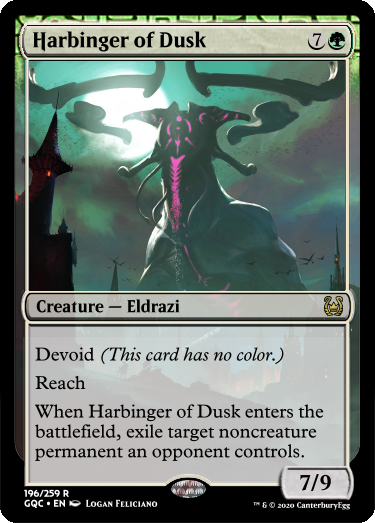 Harbinger of Dusk 7
Creature — Eldrazi
Devoid (This card has no color.)
Reach
When Harbinger of Dusk enters the
battlefield, exile target noncreature
permanent an opponent controls.
7/9
196/259 R
GQC • EN Logan Feliciano
™ & © 2020 CanterburyEgg